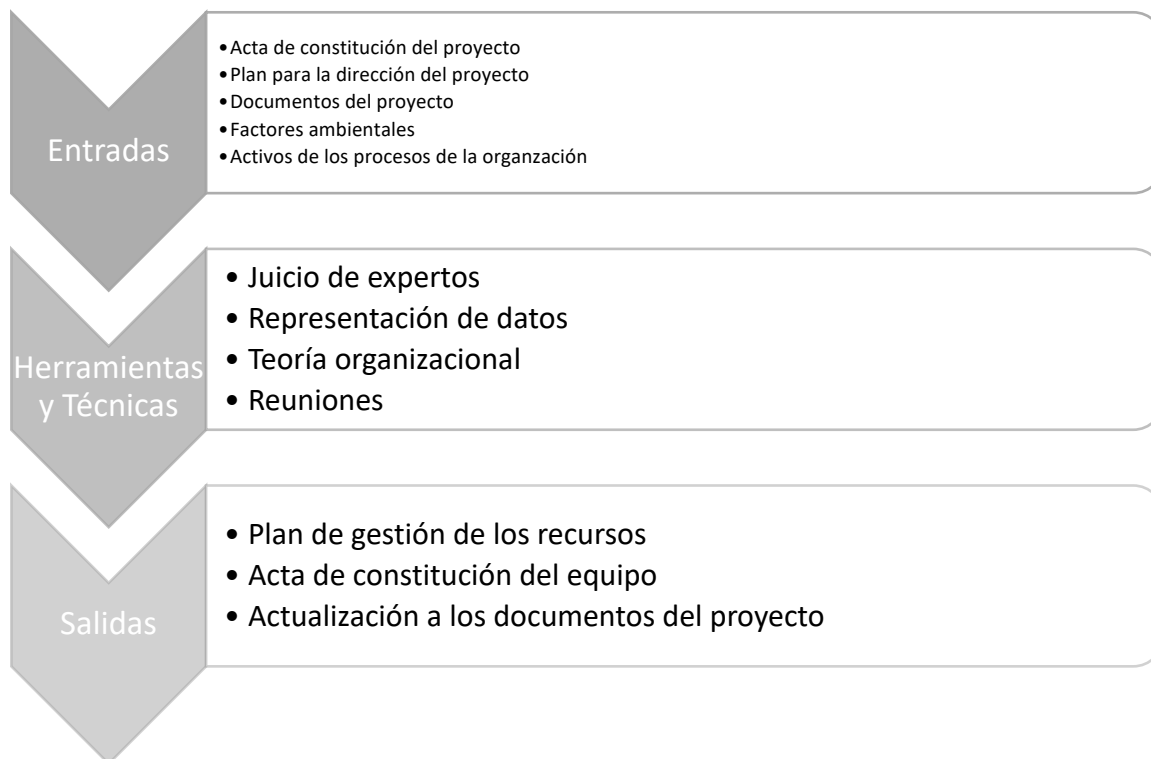 Entradas
• Acta de constitución del proyecto
• Plan para la dirección del proyecto
• Documentos del proyecto
• Factores ambientales
• Activos de los procesos de la organzación
Herramientas
y Técnicas
• Juicio de expertos
• Representación de datos
• Teoría organizacional
• Reuniones
Salidas
• Plan de gestión de los recursos
• Acta de constitución del equipo
• Actualización a los documentos del proyecto